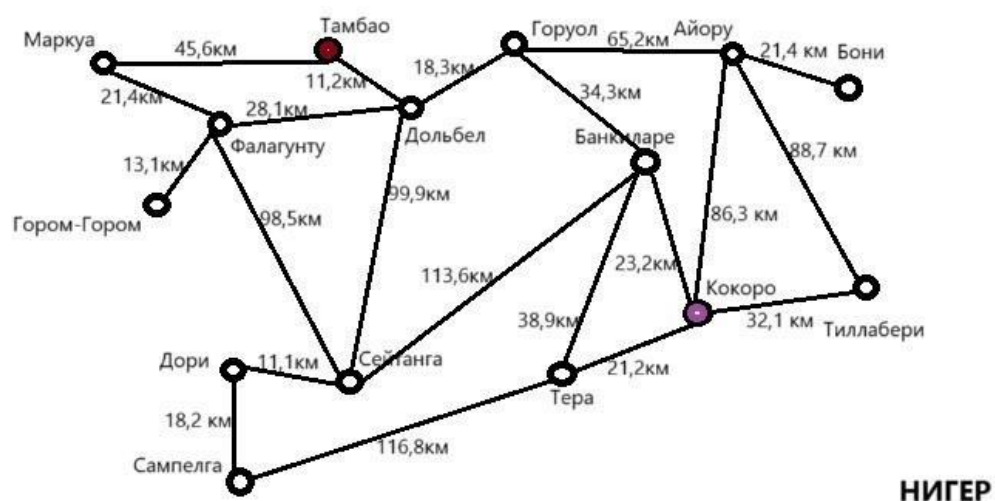 Тамбао
Горуол
Айору
Маркуа
45,6км
65,2км
21,4 км
Бони
11,2км
18,3км
21,4км
28,1км
34,3км
Дольбел
Фалагунту
Банкиларе
13,1км
88,7 км
99,9км
Гором-Гором
98,5км
86,3 км
113,6км
23,2км
Кокоро
38,9км
32,1 км
Тиллабери
Дори
11,1км
Сейтанга
21,2км
Тера
18,2 км
116,8км
Сампелга
НИГЕР